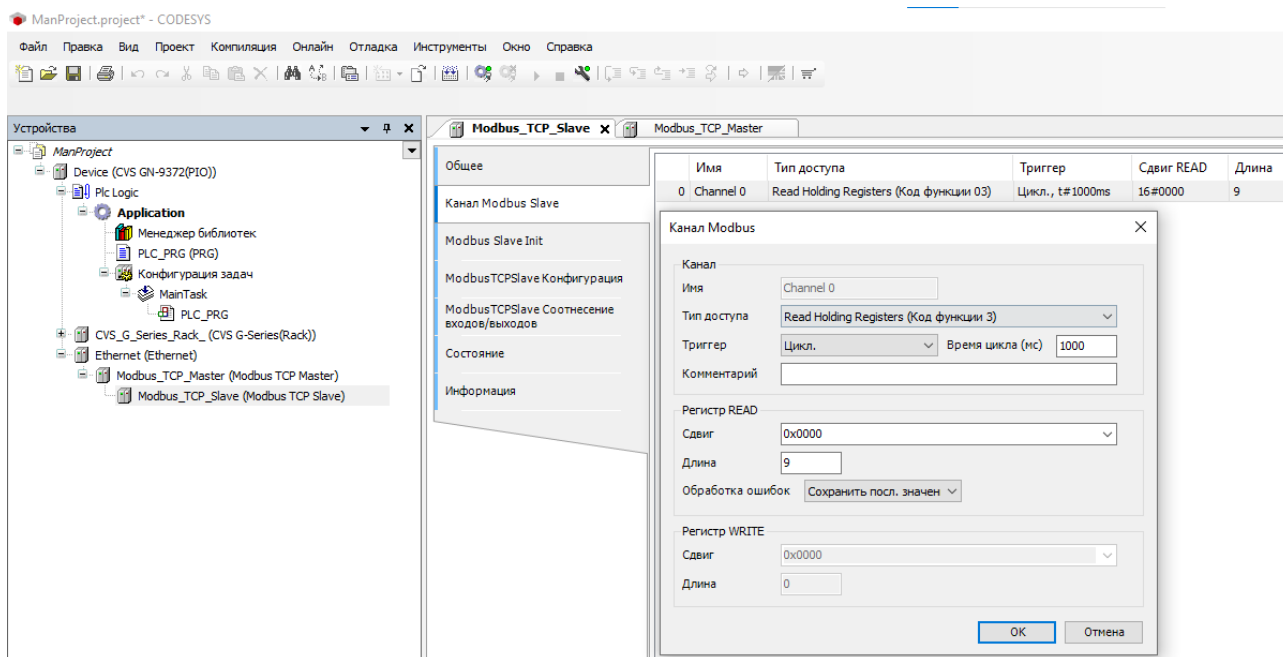 ManProject.project* - CODESYS
Файл Правка Вид Проект Компиляция Онлайн Отладка Инструменты Окно Справка
Устройства
ManProject
Device (CVS GN-9372(PIO))
Plc Logic
Application
Менеджер библиотек
PLC_PRG (PRG)
Конфигурация задач
MainTask
PLC_PRG
CVS_G_Series_Rack_ (CVS G-Series(Rack))
Ethernet (Ethernet)
Modbus_TCP_Master (Modbus TCP Master)
Modbus_TCP_Slave (Modbus TCP Slave)
Modbus_TCP_Slave Modbus_TCP_Master
Общее
Канал Modbus Slave
Modbus Slave Init
ModbusTCPSlave Конфигурация
ModbusTCPSlave Соотнесение
входов/выходов
Состояние
Информация
Имя Тип доступа Триггер Сдвиг READ Длина
0 Channel 0 Read Holding Registers (Код функции 03) Цикл., t#1000ms 16#0000 9
Канал Modbus
Канал
Имя Channel 0
Тип доступа Read Holding Registers (Код функции 3)
Триггер Цикл. Время цикла (мс) 1000
Комментарий
Регистр READ
Сдвиг 0x0000
Длина 9
Обработка ошибок Сохранить посл. значен
Регистр WRITE
Сдвиг 0x0000
Длина 0
OK Отмена